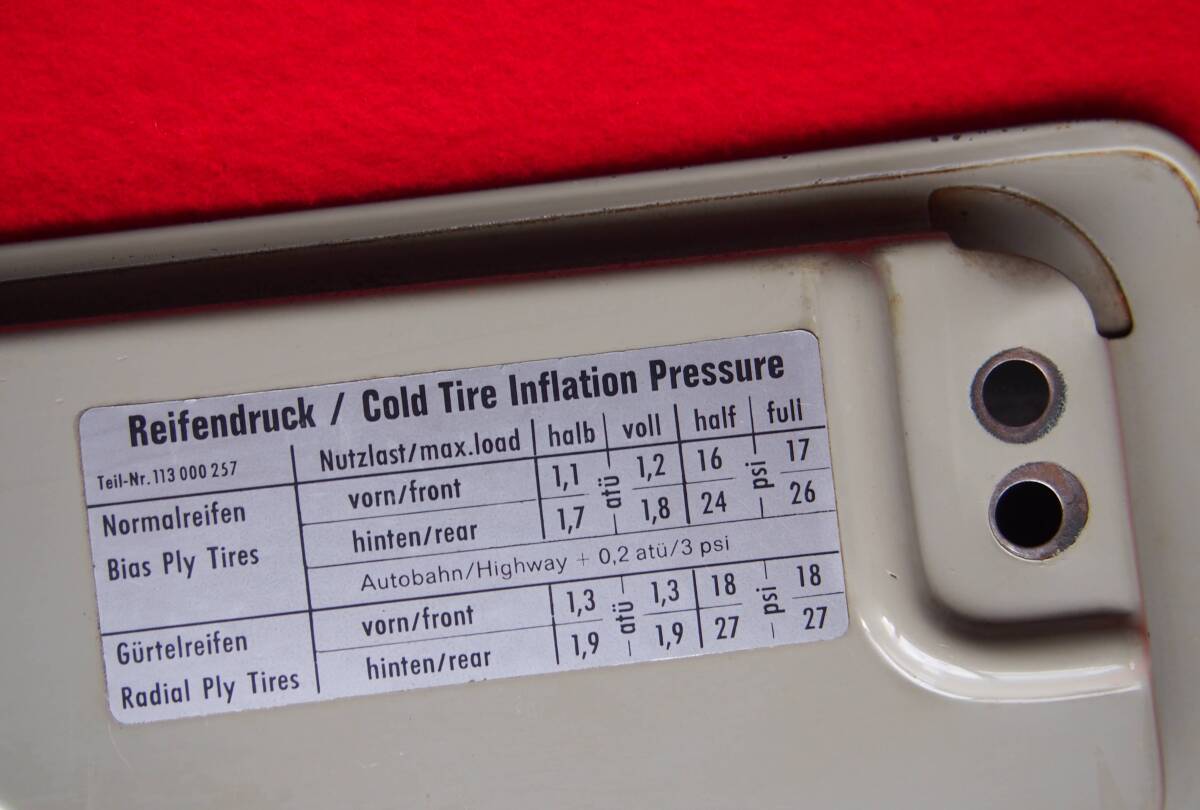 Reifendruck / Cold Tire Inflation Pressure
Teil-Nr. 113 000 257 Nutzlast/max.load halb voll half full
Normalreifen vorn/front 1,1 atü 1,2 16 psi 17
Bias Ply Tires hinten/rear 1,7 1,8 24 26
Autobahn/Highway + 0,2 atü/3 psi
Gürtelreifen vorn/front 1,3 atü 1,3 18 psi 18
Radial Ply Tires hinten/rear 1,9 1,9 27 27